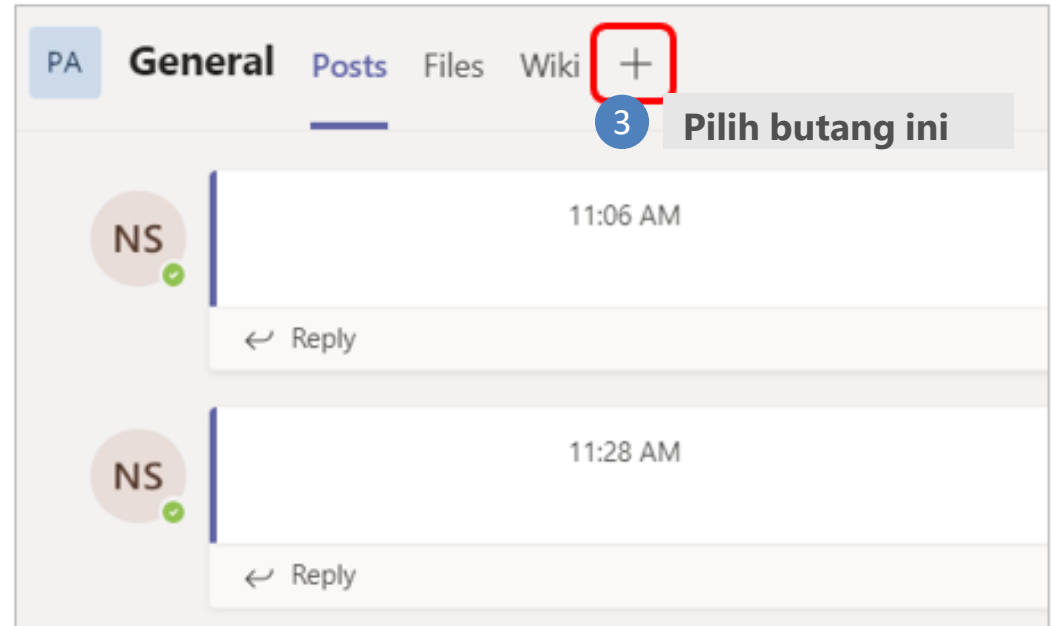 PA General Posts Files Wiki +
3 Pilih butang ini
11:06 AM
NS
Reply
11:28 AM
NS
Reply